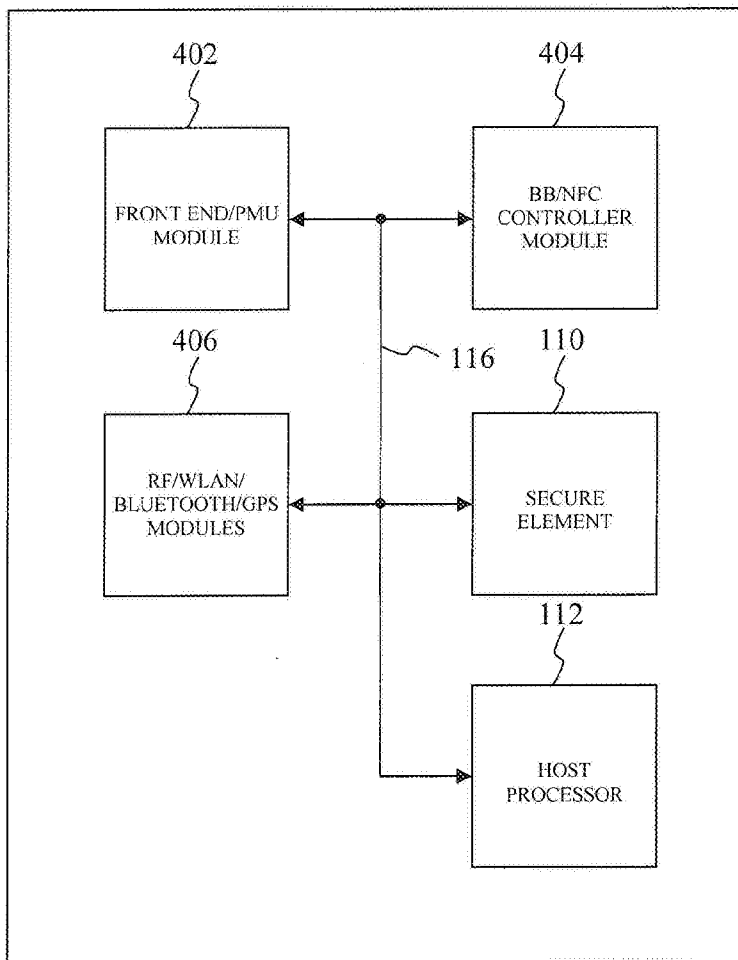 402
404
FRONT END/PMU
MODULE
BB/NFC
CONTROLLER
MODULE
406
116
110
RF/WLAN/
BLUETOOTH/GPS
MODULES
SECURE
ELEMENT
112
HOST
PROCESSOR